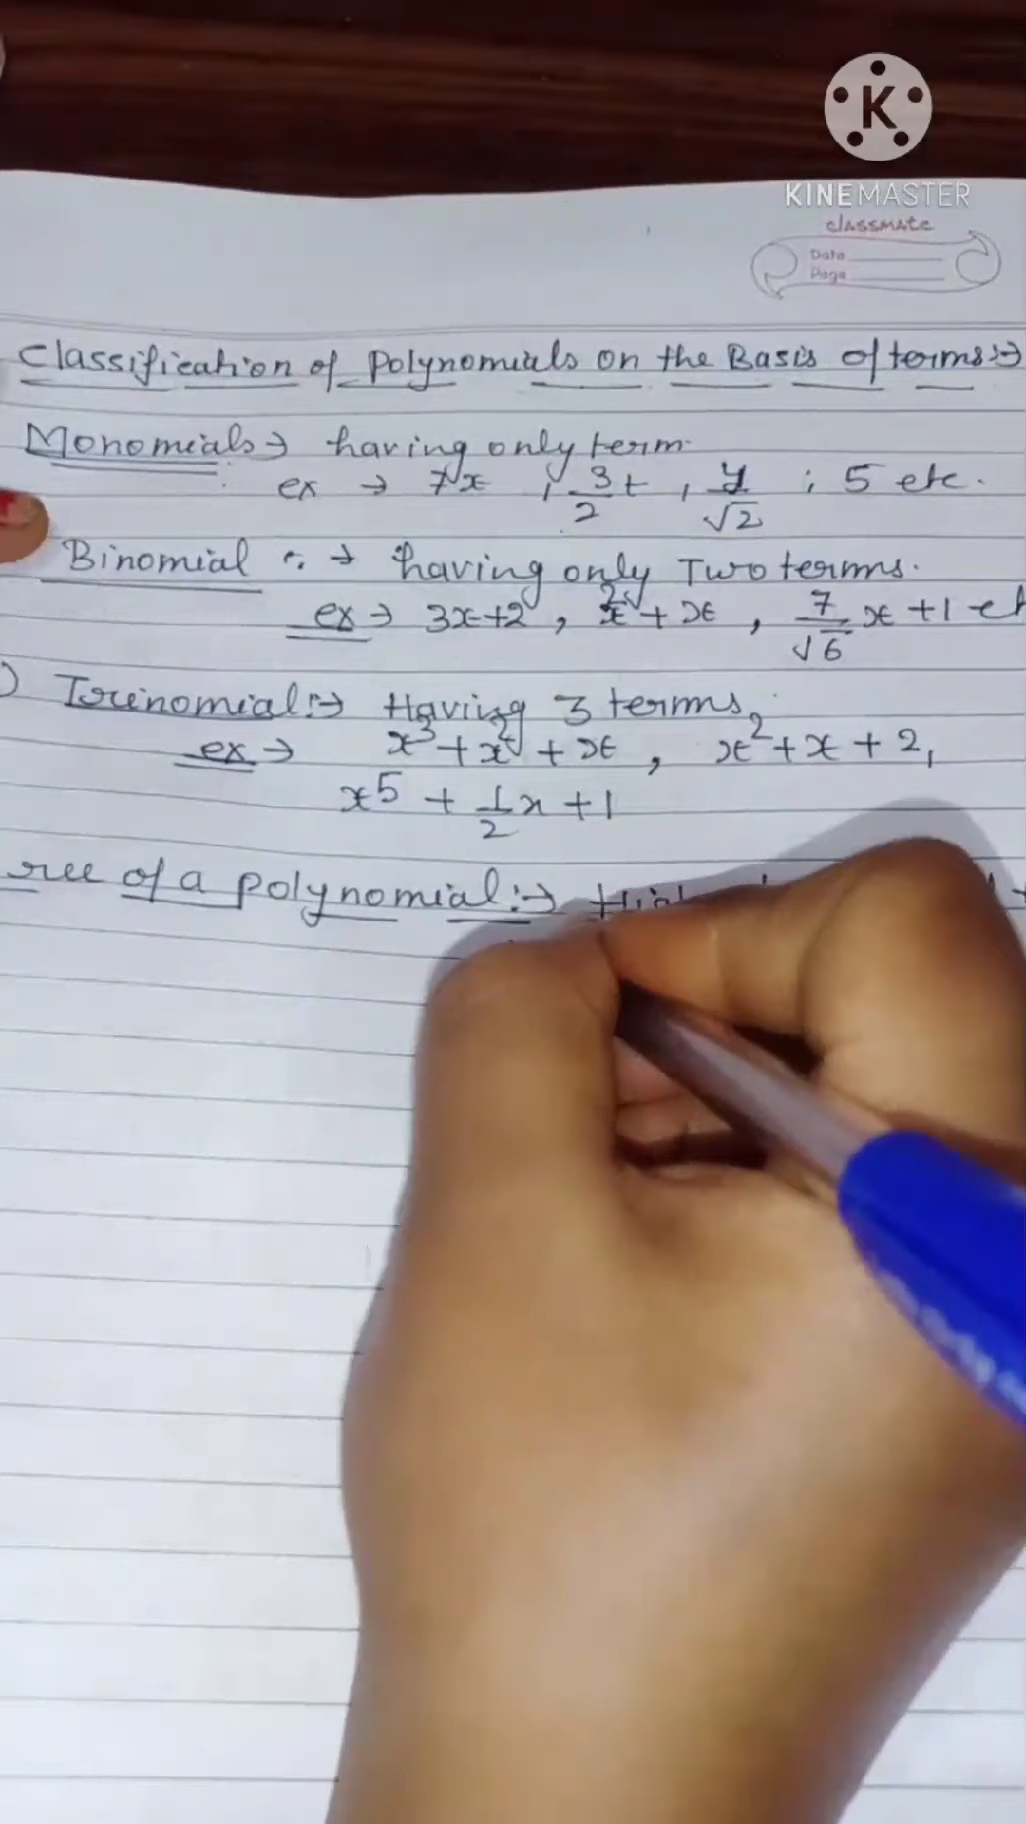 K
KINEMASTER
classmate
Date
Page
Classification of Polynomials on the Basis of terms :→
Monomials → having only term.
ex → 7x , 3/2 t , y/√2 ; 5 etc.
Binomial :→ having only Two terms.
ex → 3x+2 , x²+x , 7/√6 x +1
) Trinomial :→ Having 3 terms,
ex → x³+x²+x , x²+x+2,
x⁵ + 1/2 x +1
ree of a polynomial :→